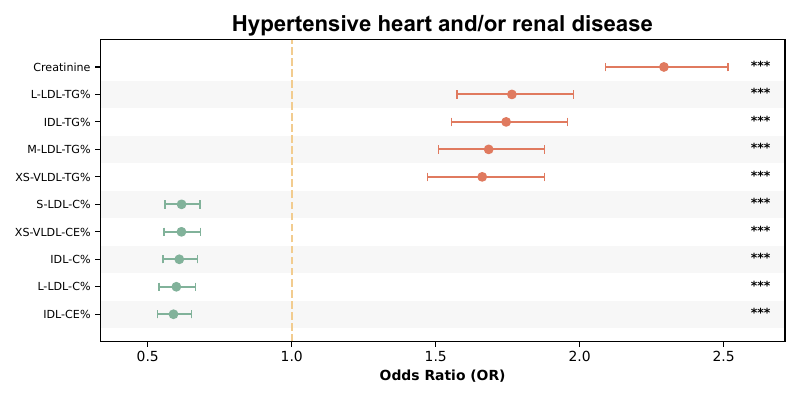 Hypertensive heart and/or renal disease
Creatinine ***
L-LDL-TG% ***
IDL-TG% ***
M-LDL-TG% ***
XS-VLDL-TG% ***
S-LDL-C% ***
XS-VLDL-CE% ***
IDL-C% ***
L-LDL-C% ***
IDL-CE% ***
0.5 1.0 1.5 2.0 2.5
Odds Ratio (OR)